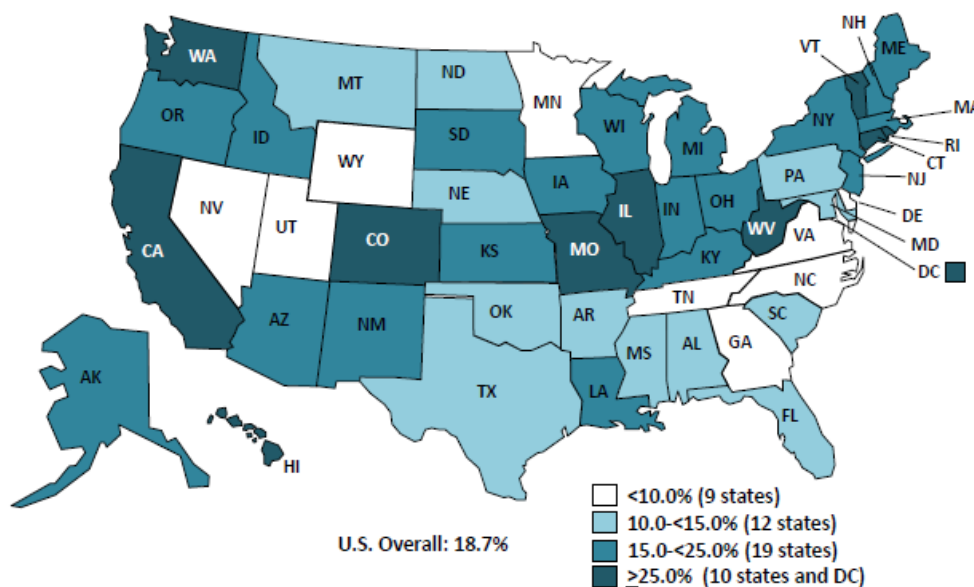 WA
MT
ND
MN
VT
NH
ME
OR
ID
WY
SD
WI
MI
NY
MA
RI
CT
NJ
NV
UT
NE
IA
IL
IN
OH
PA
DE
MD
DC
CA
CO
KS
MO
KY
WV
VA
AZ
NM
OK
AR
TN
NC
SC
TX
LA
MS
AL
GA
FL
AK
HI
<10.0% (9 states)
10.0-<15.0% (12 states)
15.0-<25.0% (19 states)
>25.0% (10 states and DC)
U.S. Overall: 18.7%